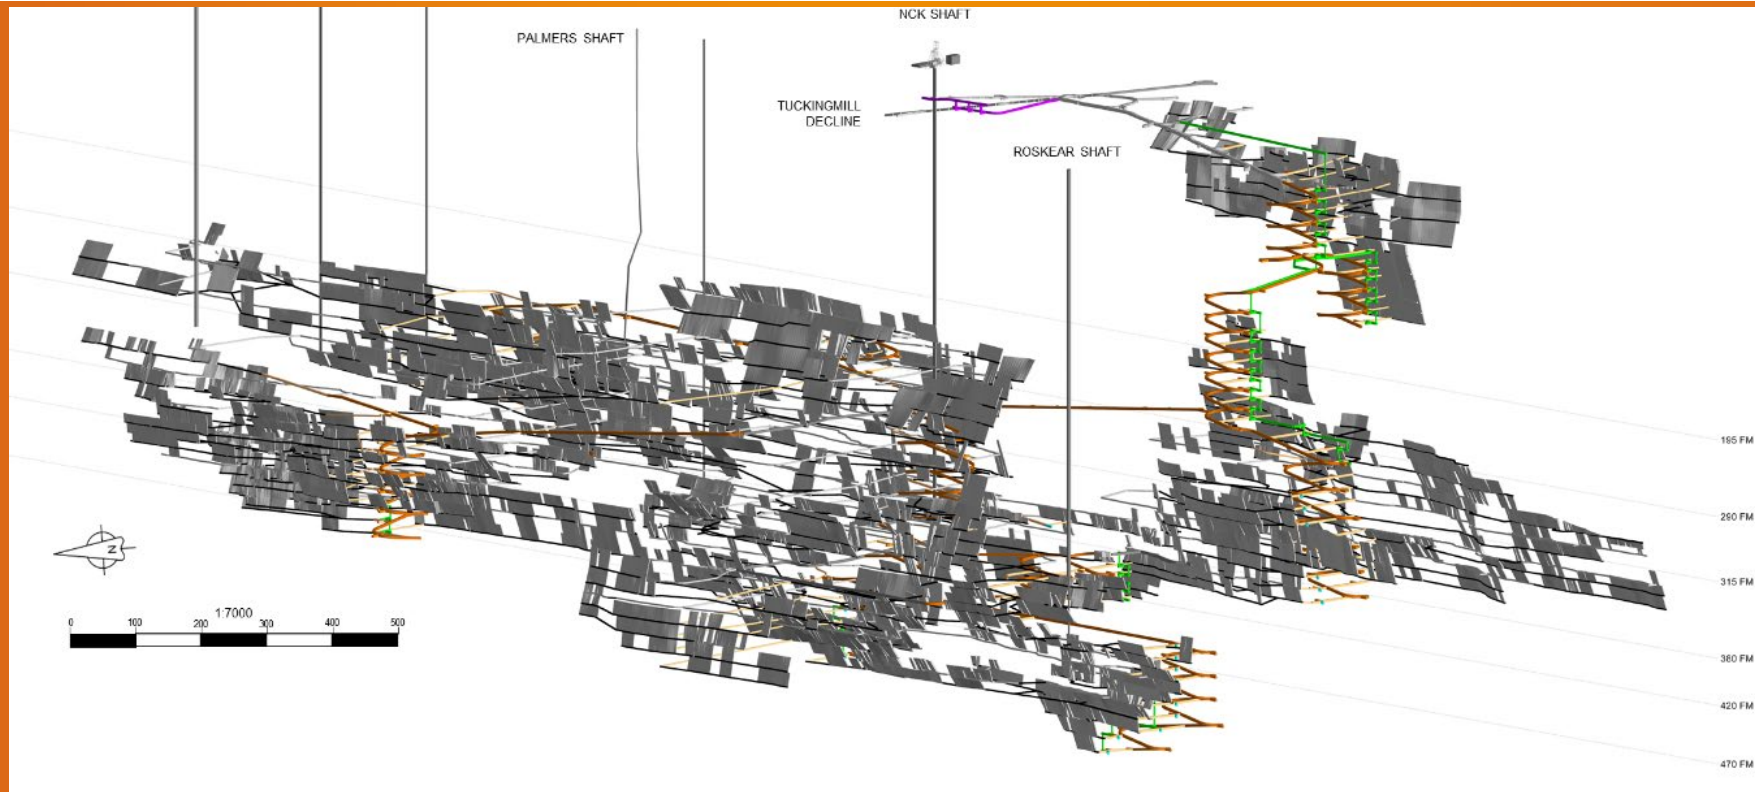 NCK SHAFT
PALMERS SHAFT
TUCKINGMILL
DECLINE
ROSKEAR SHAFT
195 FM
290 FM
315 FM
380 FM
420 FM
470 FM
Z
1:7000
0 100 200 300 400 500